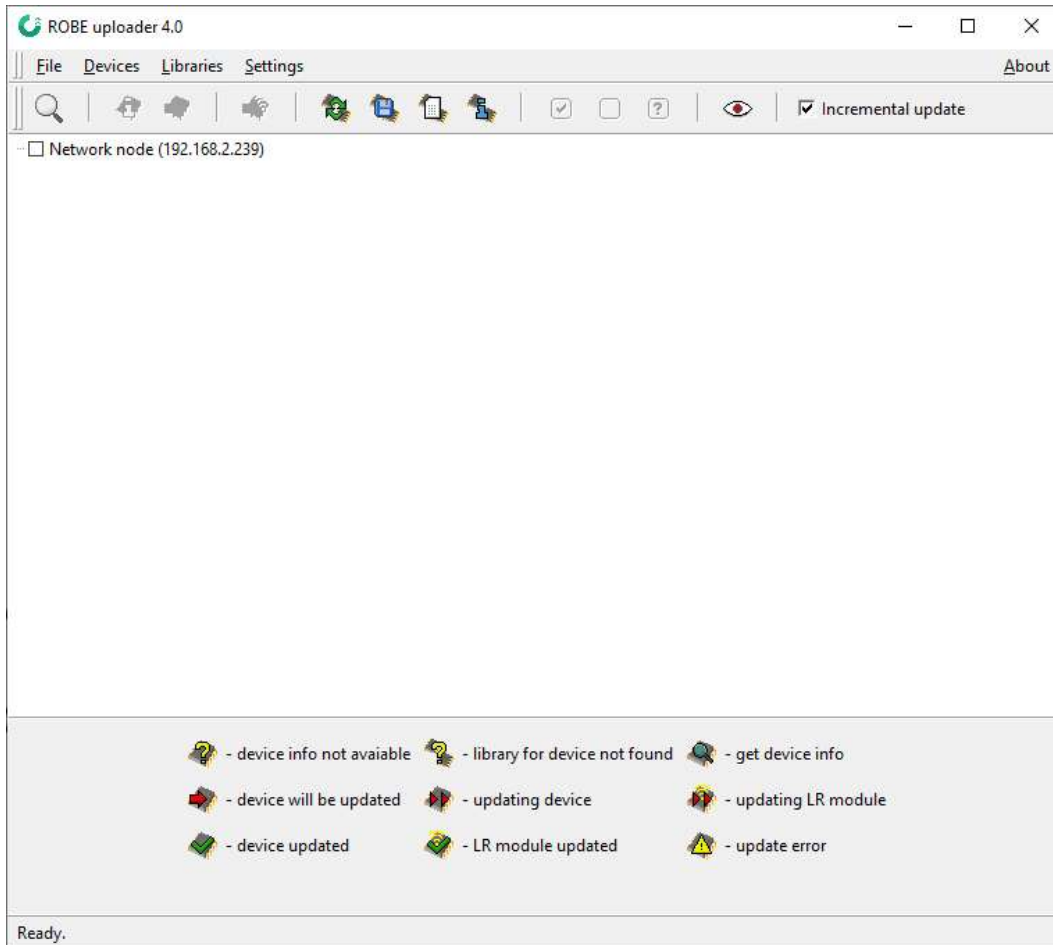 ROBE uploader 4.0
File Devices Libraries Settings About
Incremental update
Network node (192.168.2.239)
- device info not avaiable - library for device not found - get device info
- device will be updated - updating device - updating LR module
- device updated - LR module updated - update error
Ready.